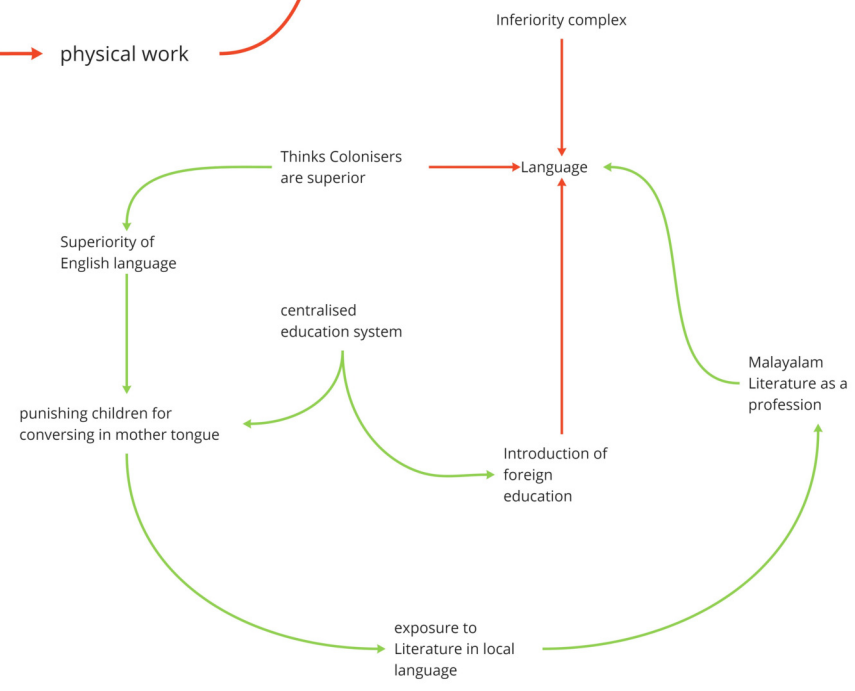 Inferiority complex
physical work
Thinks Colonisers
are superior
Language
Superiority of
English language
centralised
education system
Malayalam
Literature as a
profession
punishing children for
conversing in mother tongue
Introduction of
foreign
education
exposure to
Literature in local
language